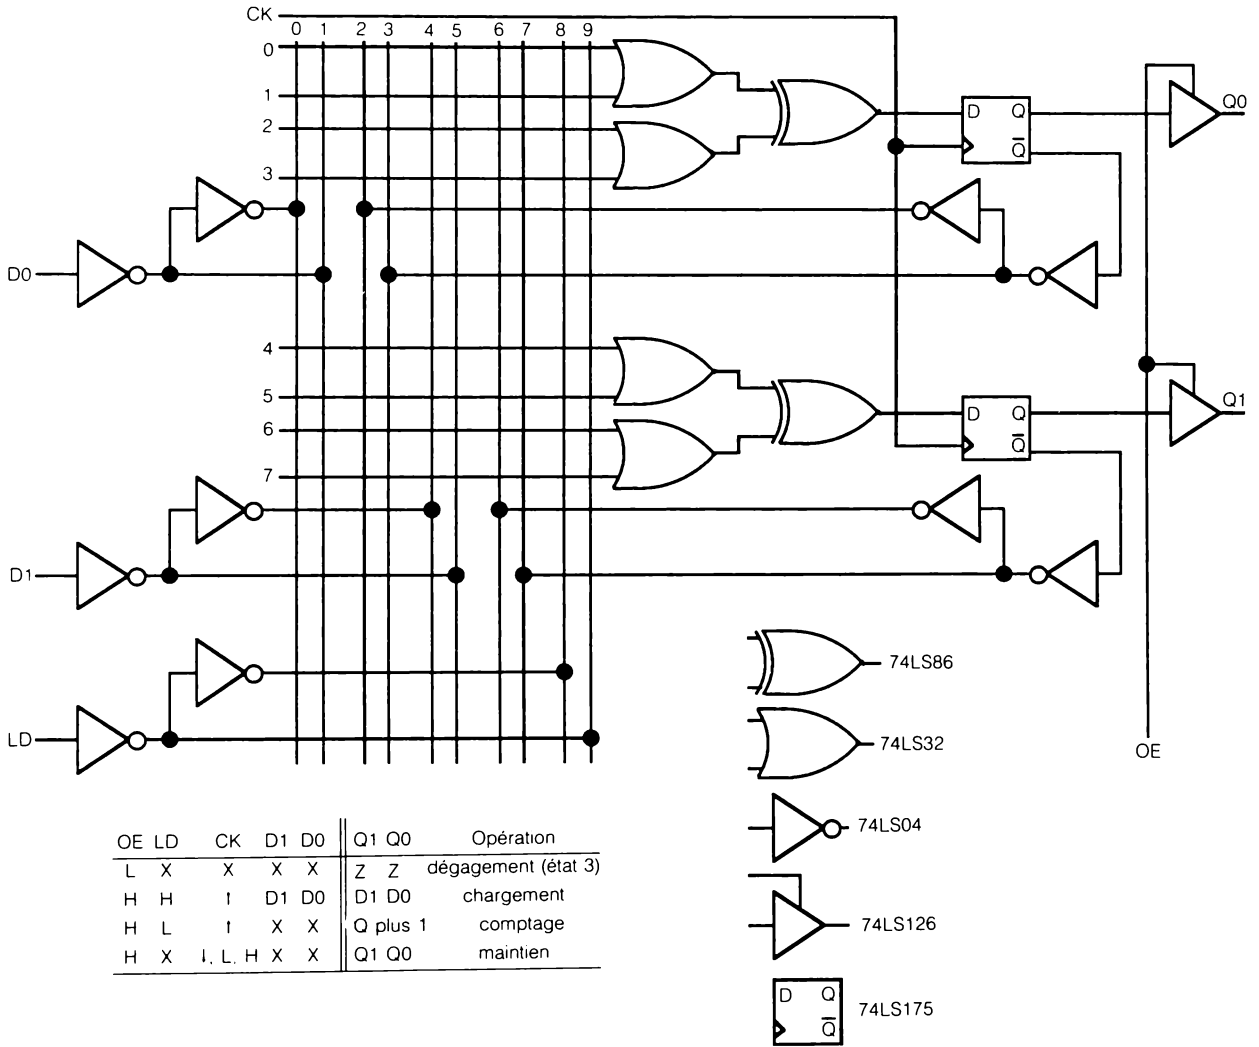 CK
0 1 2 3 4 5 6 7 8 9
0
1
2
3
D Q
Q̅
Q0
D0
4
5
6
7
D Q
Q̅
Q1
D1
LD
OE
74LS86
74LS32
74LS04
74LS126
D Q
Q̅
74LS175
OE LD CK D1 D0 Q1 Q0 Opération
L X X X X Z Z dégagement (état 3)
H H ↑ D1 D0 D1 D0 chargement
H L ↑ X X Q plus 1 comptage
H X ↓, L, H X X Q1 Q0 maintien